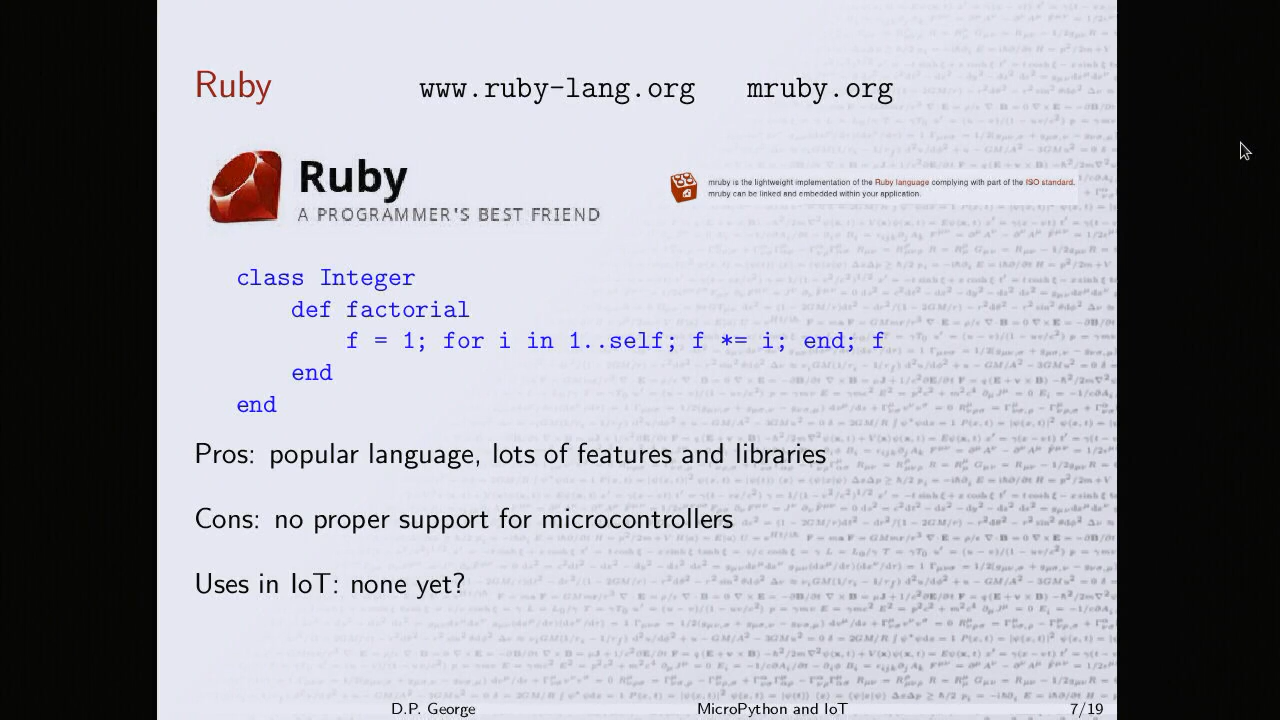 Ruby www.ruby-lang.org mruby.org
Ruby
A PROGRAMMER'S BEST FRIEND
mruby is the lightweight implementation of the Ruby language complying with part of the ISO standard.
mruby can be linked and embedded within your application.
class Integer
def factorial
f = 1; for i in 1..self; f *= i; end; f
end
end
Pros: popular language, lots of features and libraries
Cons: no proper support for microcontrollers
Uses in IoT: none yet?
D.P. George MicroPython and IoT 7/19